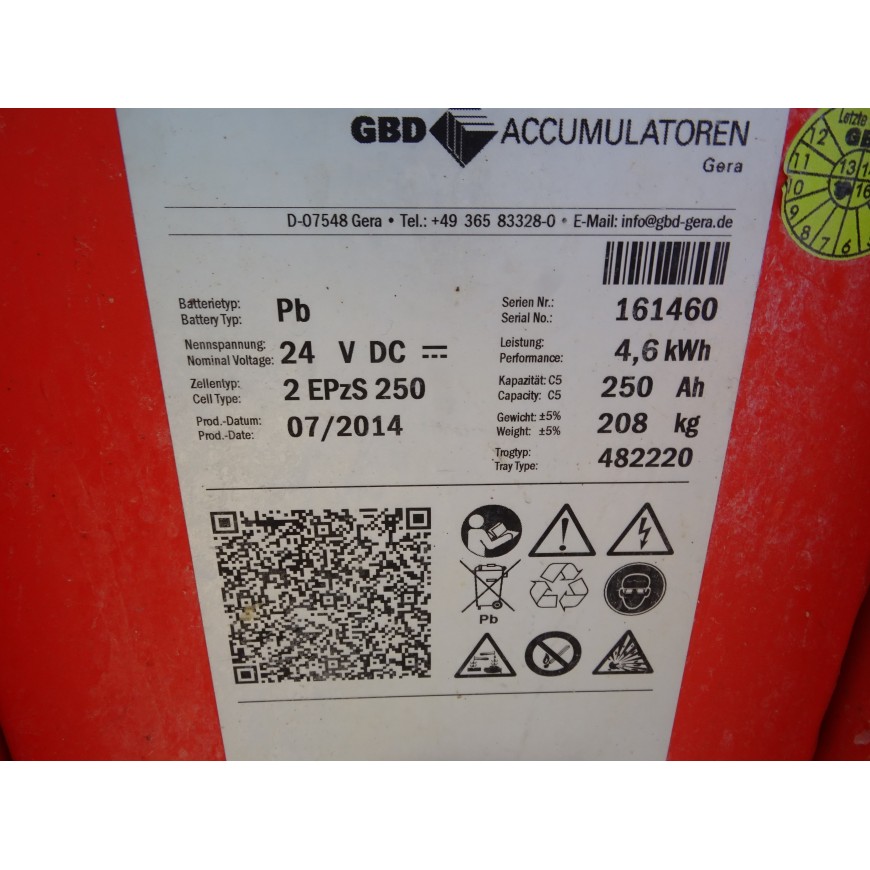 GBD ACCUMULATOREN
Gera
D-07548 Gera • Tel.: +49 365 83328-0 • E-Mail: info@gbd-gera.de
Batterietyp: Pb
Battery Typ:
Serien Nr.: 161460
Serial No.:
Nennspannung: 24 V DC
Nominal Voltage:
Leistung: 4,6 kWh
Performance:
Zellentyp: 2 EPzS 250
Cell Type:
Kapazität: C5 250 Ah
Capacity: C5
Prod.-Datum: 07/2014
Prod.-Date:
Gewicht: ±5% 208 kg
Weight: ±5%
Trogtyp: 482220
Tray Type:
Pb
Letzte
12
11
10
9
8
7
6
13